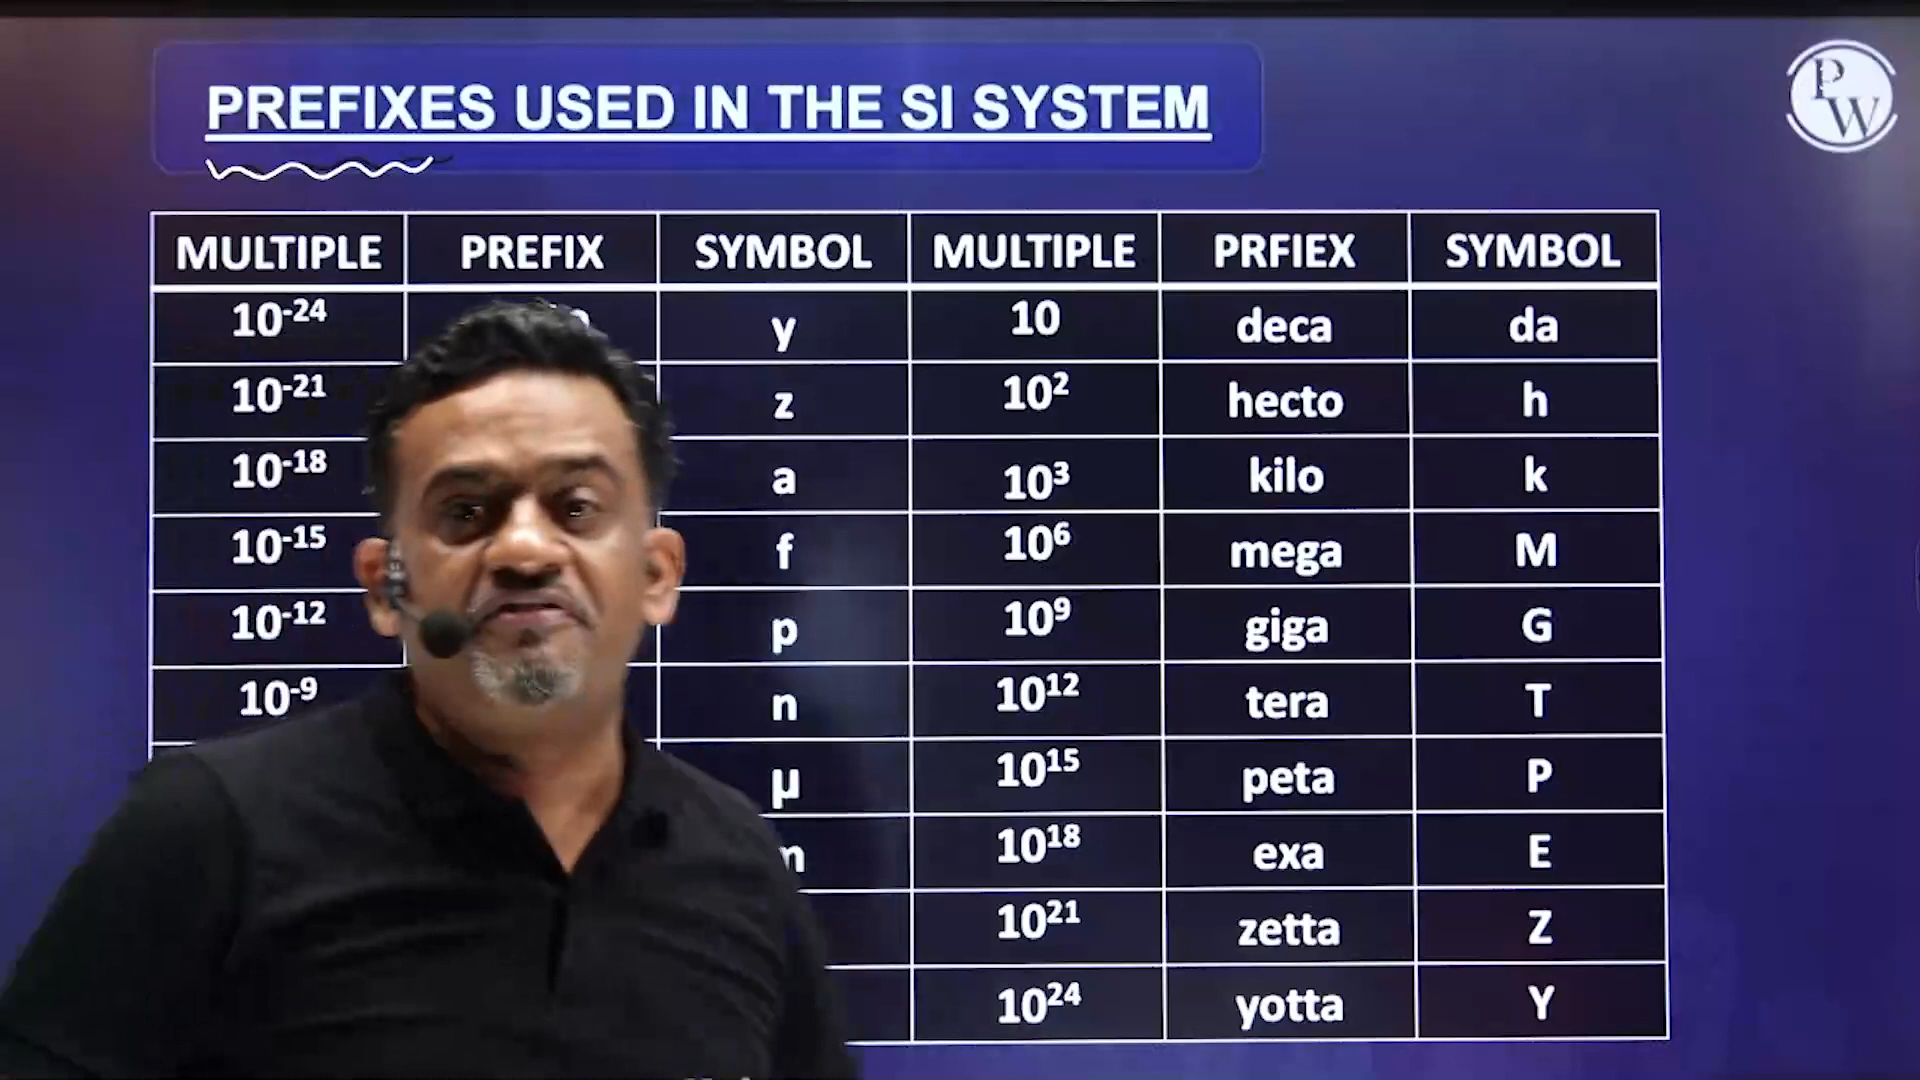 PREFIXES USED IN THE SI SYSTEM
PW
MULTIPLE PREFIX SYMBOL MULTIPLE PRFIEX SYMBOL
10⁻²⁴ y 10 deca da
10⁻²¹ z 10² hecto h
10⁻¹⁸ a 10³ kilo k
10⁻¹⁵ f 10⁶ mega M
10⁻¹² p 10⁹ giga G
10⁻⁹ n 10¹² tera T
μ 10¹⁵ peta P
10¹⁸ exa E
10²¹ zetta Z
10²⁴ yotta Y